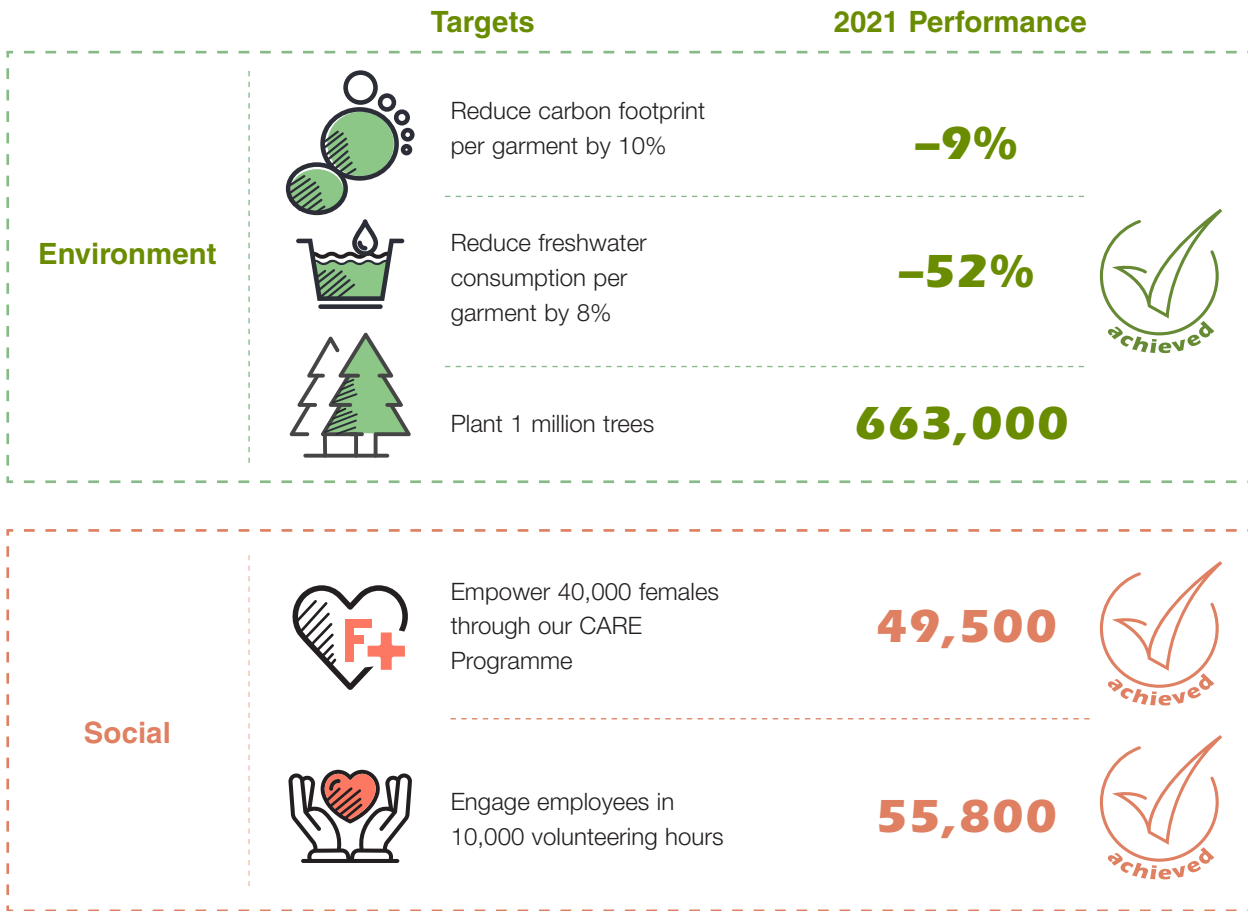 Targets
2021 Performance
Environment
Reduce carbon footprint
per garment by 10%
–9%
Reduce freshwater
consumption per
garment by 8%
–52%
achieved
Plant 1 million trees
663,000
Social
F+
Empower 40,000 females
through our CARE
Programme
49,500
achieved
Engage employees in
10,000 volunteering hours
55,800
achieved